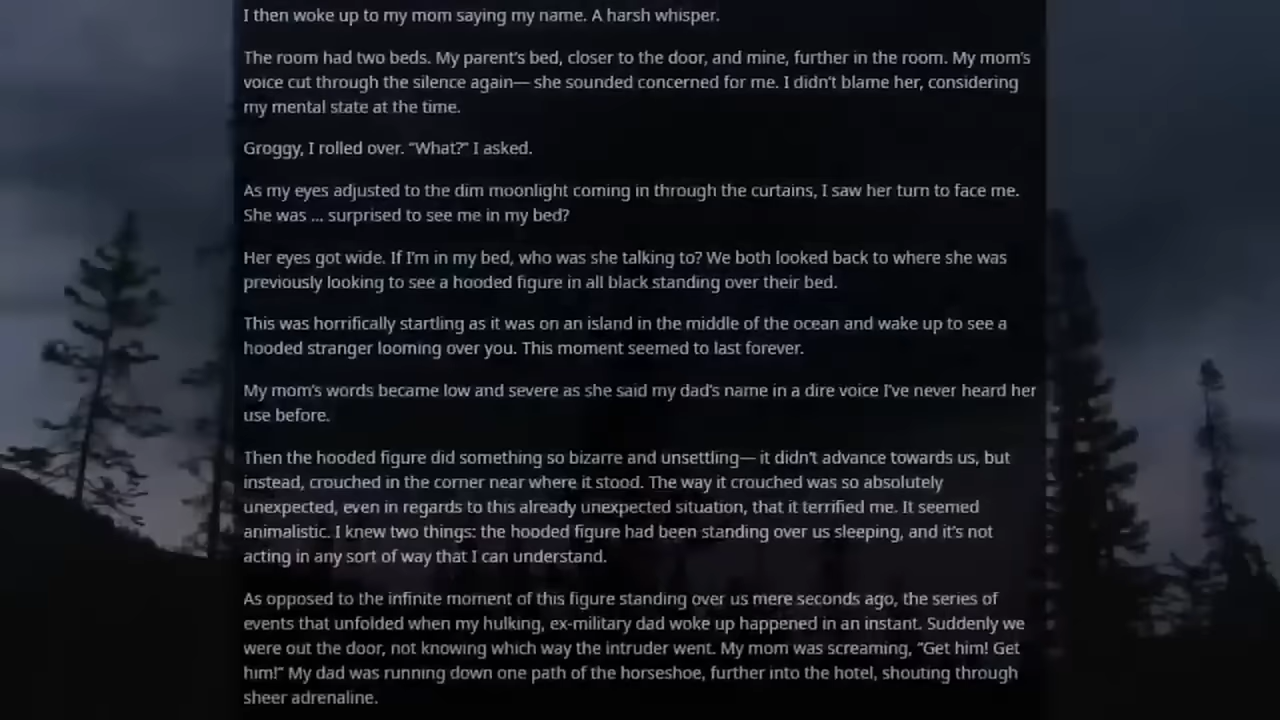 I then woke up to my mom saying my name. A harsh whisper.
The room had two beds. My parent's bed, closer to the door, and mine, further in the room. My mom's
voice cut through the silence again— she sounded concerned for me. I didn't blame her, considering
my mental state at the time.
Groggy, I rolled over. “What?” I asked.
As my eyes adjusted to the dim moonlight coming in through the curtains, I saw her turn to face me.
She was ... surprised to see me in my bed?
Her eyes got wide. If I'm in my bed, who was she talking to? We both looked back to where she was
previously looking to see a hooded figure in all black standing over their bed.
This was horrifically startling as it was on an island in the middle of the ocean and wake up to see a
hooded stranger looming over you. This moment seemed to last forever.
My mom's words became low and severe as she said my dad's name in a dire voice I've never heard her
use before.
Then the hooded figure did something so bizarre and unsettling— it didn't advance towards us, but
instead, crouched in the corner near where it stood. The way it crouched was so absolutely
unexpected, even in regards to this already unexpected situation, that it terrified me. It seemed
animalistic. I knew two things: the hooded figure had been standing over us sleeping, and it's not
acting in any sort of way that I can understand.
As opposed to the infinite moment of this figure standing over us mere seconds ago, the series of
events that unfolded when my hulking, ex-military dad woke up happened in an instant. Suddenly we
were out the door, not knowing which way the intruder went. My mom was screaming, “Get him! Get
him!” My dad was running down one path of the horseshoe, further into the hotel, shouting through
sheer adrenaline.